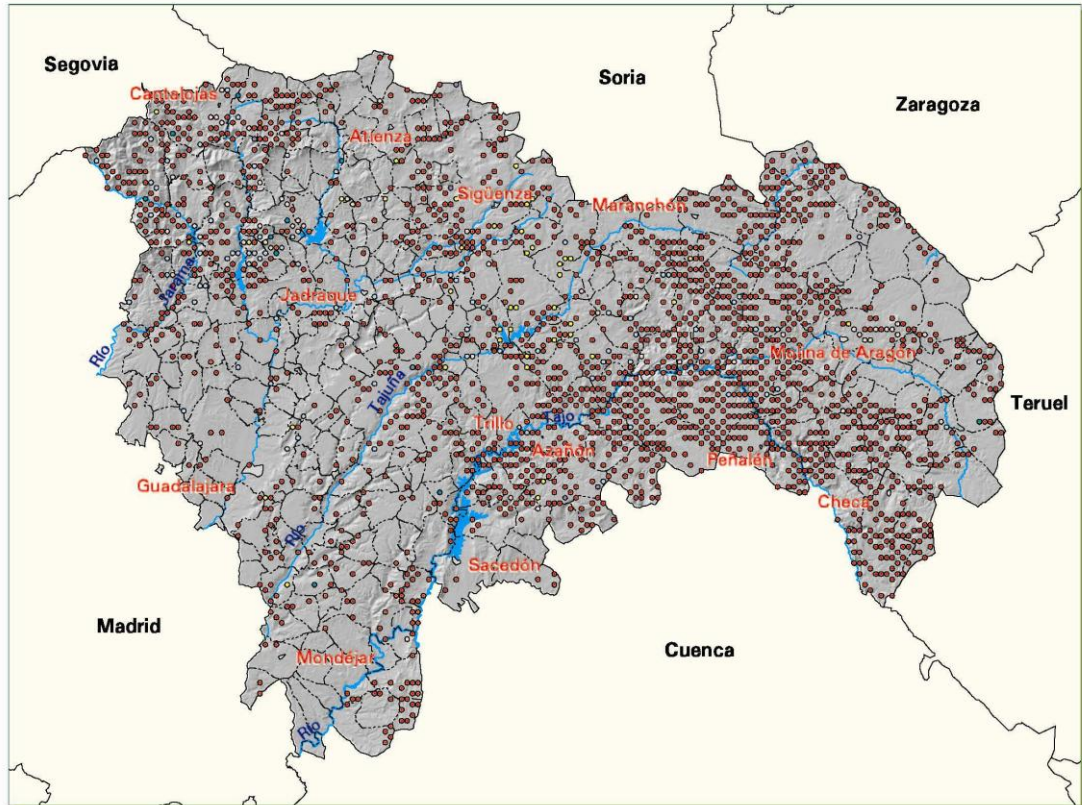 Segovia
Soria
Zaragoza
Cantalojas
Atienza
Sigüenza
Maranchón
Jarama
Jadraque
Río
Molina de Aragón
Tajuña
Teruel
Trillo
Tajo
Azañón
Peñalén
Guadalajara
Checa
Río
Sacedón
Madrid
Cuenca
Mondéjar
Río